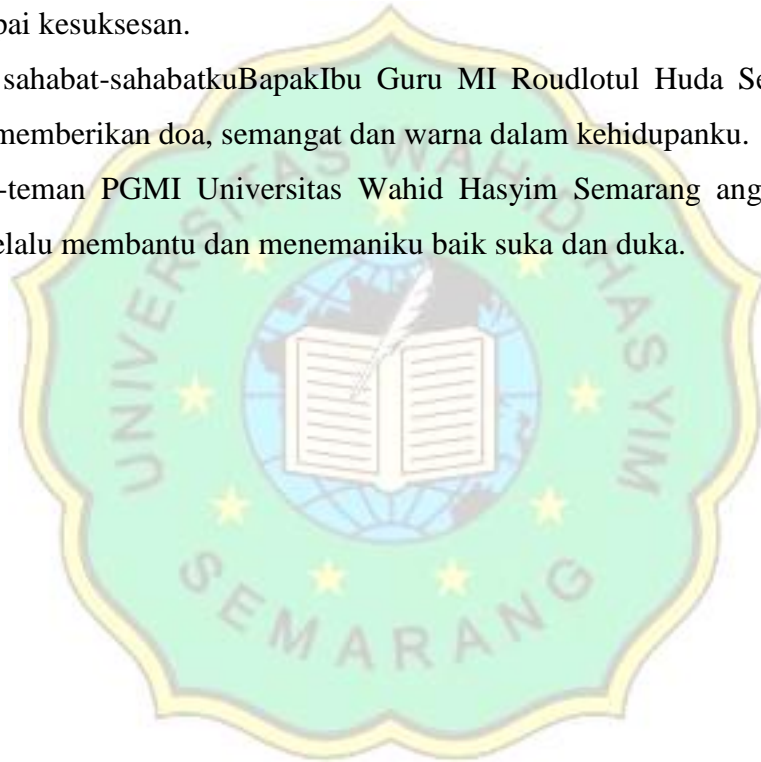 pai kesuksesan.
sahabat-sahabatkuBapakIbu Guru MI Roudlotul Huda Se
memberikan doa, semangat dan warna dalam kehidupanku.
-teman PGMI Universitas Wahid Hasyim Semarang ang
elalu membantu dan menemaniku baik suka dan duka.
UNIVERSITAS WAHID HASYIM
SEMARANG